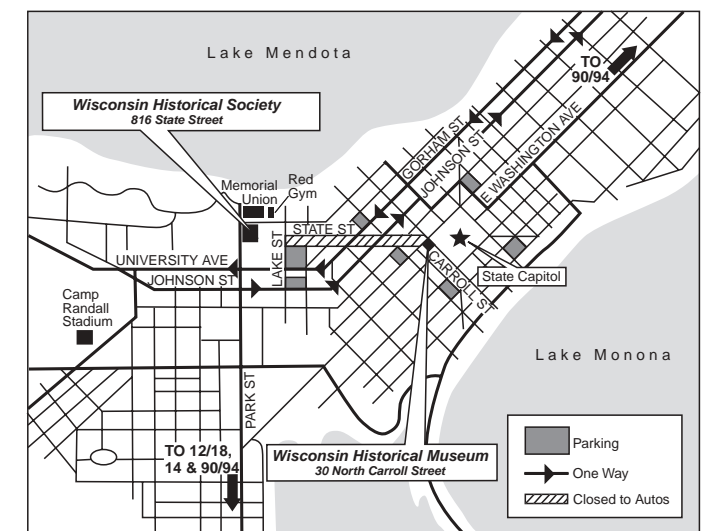 Lake Mendota
TO
90/94
Wisconsin Historical Society
816 State Street
GORHAM ST
JOHNSON ST
E WASHINGTON AVE
Memorial
Union
Red
Gym
STATE ST
LAKE ST
UNIVERSITY AVE
JOHNSON ST
CARROLL ST
State Capitol
Camp
Randall
Stadium
Lake Monona
PARK ST
TO 12/18,
14 & 90/94
Wisconsin Historical Museum
30 North Carroll Street
Parking
One Way
Closed to Autos